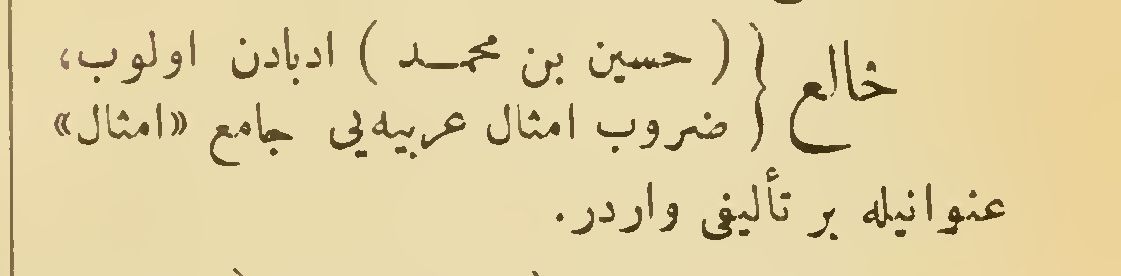 خالع { ( حسین بن محمد ) ادبادن اولوب،
ضروب امثال عربیه‌یی جامع «امثال»
عنوانیله بر تألیفی واردر.